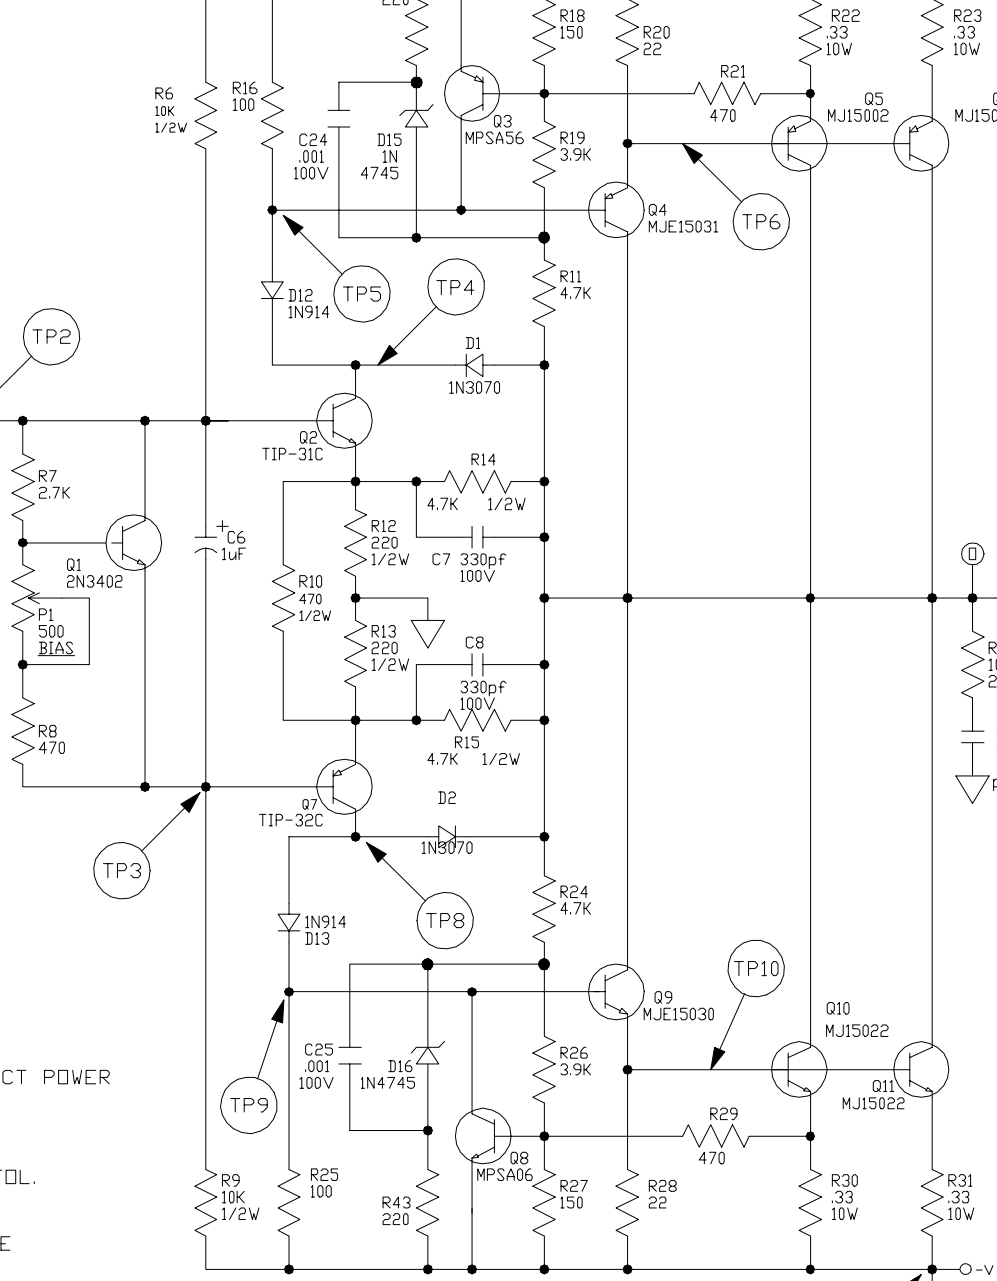 220
R18
150
R20
22
R22
.33
10W
R23
.33
10W
R6
10K
1/2W
R16
100
R21
470
Q5
MJ15002
C24
.001
100V
D15
1N
4745
Q3
MPSA56
R19
3.9K
Q4
MJE15031
TP6
D12
1N914
TP5
TP4
R11
4.7K
TP2
D1
1N3070
Q2
TIP-31C
R14
4.7K 1/2W
R7
2.7K
R12
220
1/2W
C7 330pf
100V
+
C6
1uF
Q1
2N3402
R10
470
1/2W
P1
500
BIAS
R13
220
1/2W
C8
330pf
100V
R15
4.7K 1/2W
R8
470
Q7
TIP-32C
D2
1N3070
TP3
TP8
R24
4.7K
1N914
D13
TP10
Q9
MJE15030
Q10
MJ15022
C25
.001
100V
D16
1N4745
R26
3.9K
Q11
MJ15022
CT POWER
TP9
R29
470
Q8
MPSA06
TOL.
R9
10K
1/2W
R25
100
R43
220
R27
150
R28
22
R30
.33
10W
R31
.33
10W
E
-V